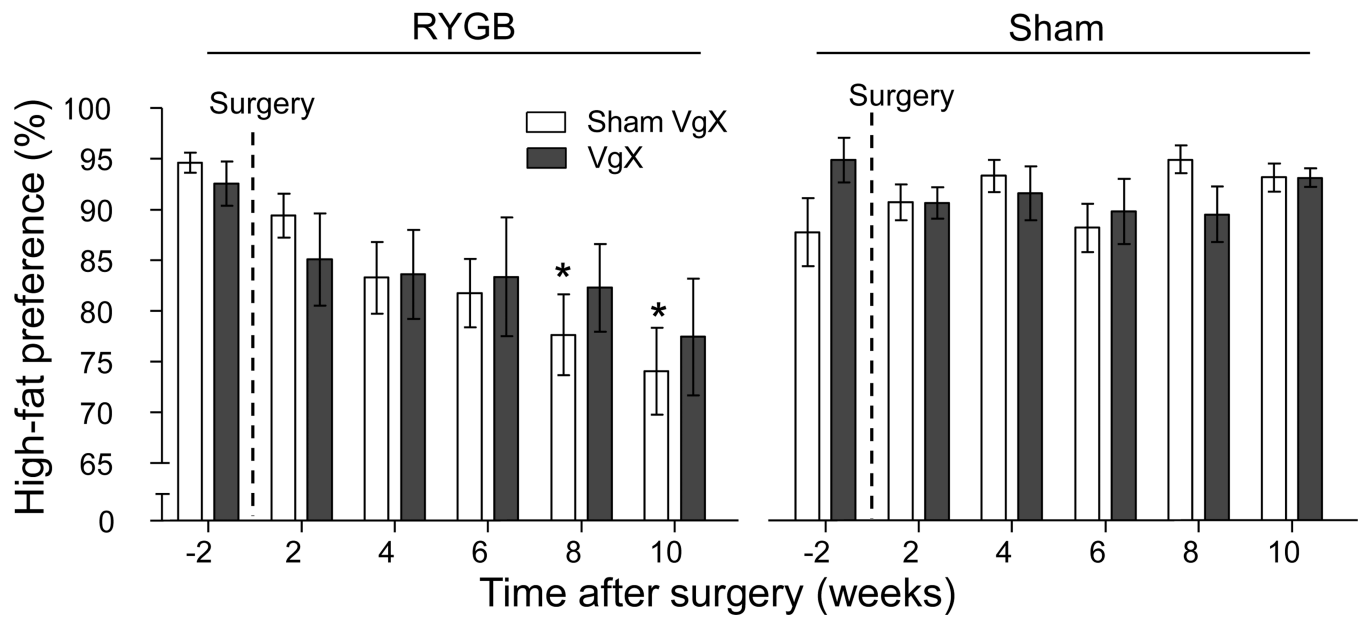 RYGB
Sham
Surgery
Surgery
Sham VgX
VgX
High-fat preference (%)
100
95
90
85
80
75
70
65
0
*
*
-2 2 4 6 8 10
-2 2 4 6 8 10
Time after surgery (weeks)